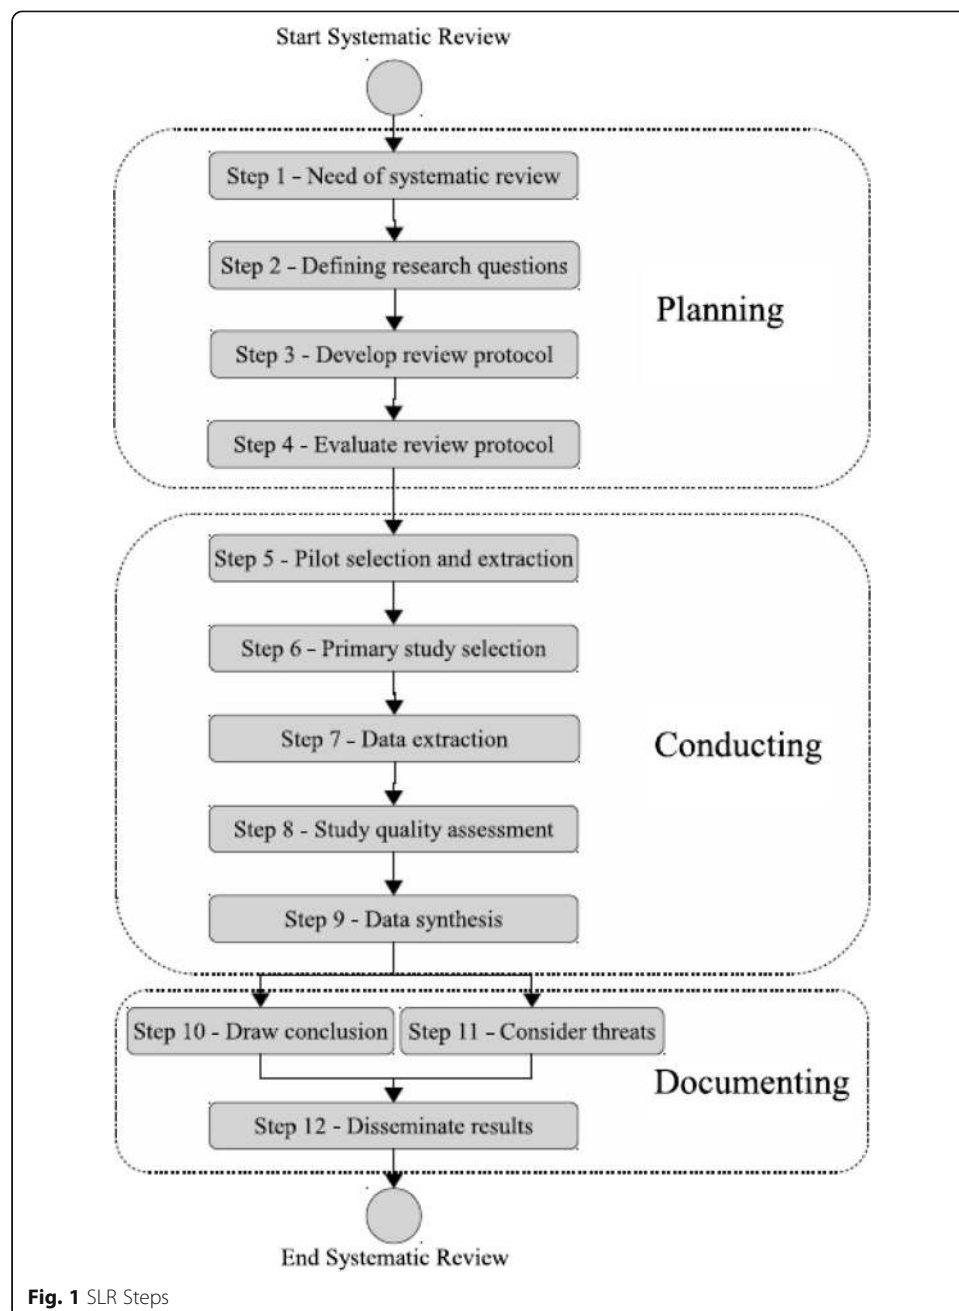 Start Systematic Review
Step 1 - Need of systematic review
Step 2 - Defining research questions
Planning
Step 3 - Develop review protocol
Step 4 - Evaluate review protocol
Step 5 - Pilot selection and extraction
Step 6 - Primary study selection
Step 7 - Data extraction
Conducting
Step 8 - Study quality assessment
Step 9 - Data synthesis
Step 10 - Draw conclusion
Step 11 - Consider threats
Documenting
Step 12 - Disseminate results
End Systematic Review
Fig. 1 SLR Steps